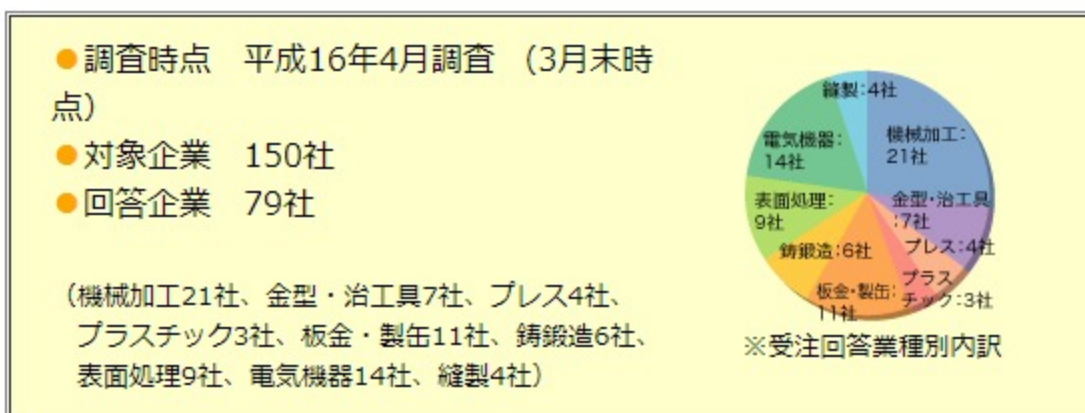 ●調査時点　平成16年4月調査　(3月末時
点)
●対象企業　150社
●回答企業　79社
（機械加工21社、金型・治工具7社、プレス4社、
プラスチック3社、板金・製缶11社、鋳鍛造6社、
表面処理9社、電気機器14社、縫製4社）
縫製:4社
機械加工:
21社
電気機器:
14社
金型・治工具
:7社
表面処理:
9社
プレス:4社
鋳鍛造:6社
プラス
チック:3社
板金・製缶:
11社
※受注回答業種別内訳